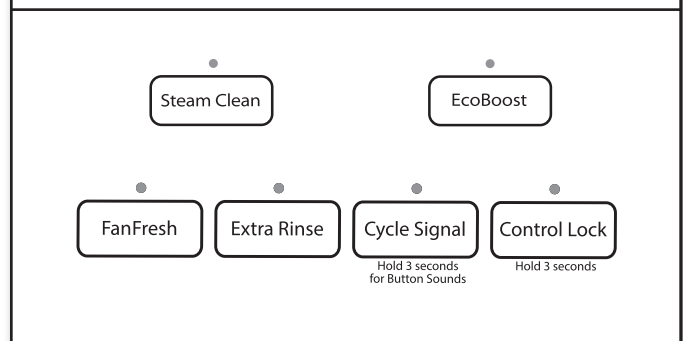 Steam Clean
EcoBoost
FanFresh
Extra Rinse
Cycle Signal
Control Lock
Hold 3 seconds
for Button Sounds
Hold 3 seconds